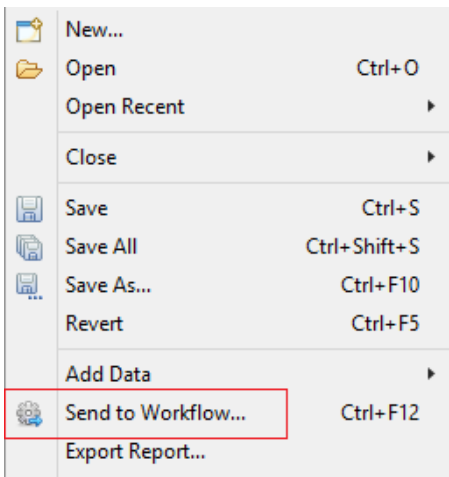 New...
Open Ctrl+O
Open Recent
Close
Save Ctrl+S
Save All Ctrl+Shift+S
Save As... Ctrl+F10
Revert Ctrl+F5
Add Data
Send to Workflow... Ctrl+F12
Export Report...